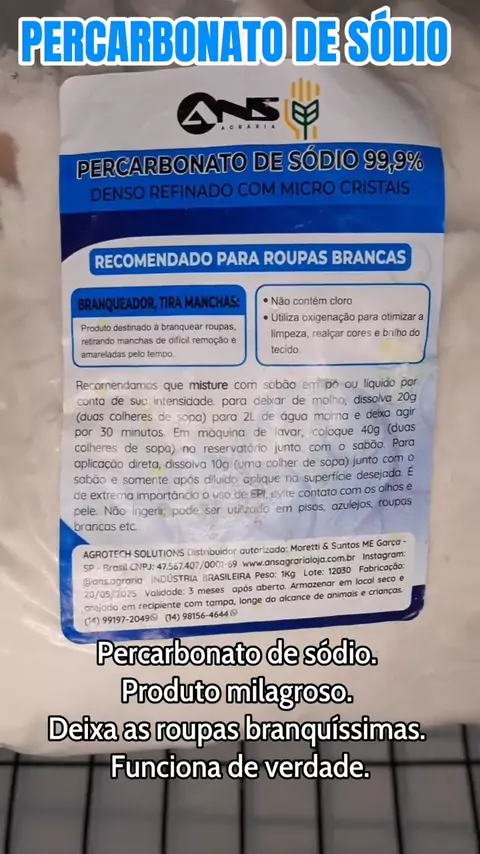 PERCARBONATO DE SÓDIO
ANS
AGRÁRIA
PERCARBONATO DE SÓDIO 99,9%
DENSO REFINADO COM MICRO CRISTAIS
RECOMENDADO PARA ROUPAS BRANCAS
BRANQUEADOR, TIRA MANCHAS:
Produto destinado à branquear roupas,
retirando manchas de difícil remoção e
amareladas pelo tempo.
• Não contém cloro
• Utiliza oxigenação para otimizar a
limpeza, realçar cores e brilho do
tecido.
Recomendamos que misture com sabão em pó ou líquido por
conta de sua intensidade. para deixar de molho, dissolva 20g
(duas colheres de sopa) para 2L de água morna e deixa agir
por 30 minutos. Em máquina de lavar, coloque 40g (duas
colheres de sopa) no reservatório junto com o sabão. Para
aplicação direta, dissolva 10g (uma colher de sopa) junto com o
sabão e somente após diluído aplique na superfície desejada. É
de extrema importância o uso de EPI, evite contato com os olhos e
pele. Não ingerir, pode ser utilizado em pisos, azulejos, roupas
brancas etc.
AGROTECH SOLUTIONS Distribuidor autorizado: Moretti & Santos ME Garça -
SP - Brasil CNPJ: 47.567.407/0001-69 www.ansagrarialoja.com.br Instagram:
@ans.agraria INDÚSTRIA BRASILEIRA Peso: 1Kg Lote: 12030 Fabricação:
20/05/2025 Validade: 3 meses após aberto. Armazenar em local seco e
arejado em recipiente com tampa, longe do alcance de animais e crianças.
(14) 99197-2049 (14) 98156-4644
Percarbonato de sódio.
Produto milagroso.
Deixa as roupas branquíssimas.
Funciona de verdade.